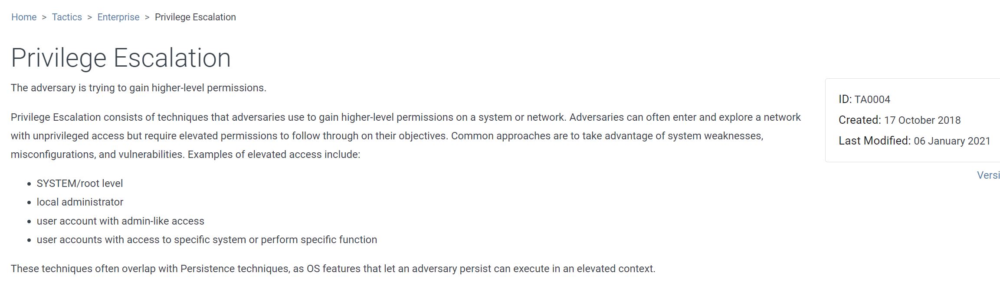 Home > Tactics > Enterprise > Privilege Escalation
Privilege Escalation
The adversary is trying to gain higher-level permissions.
Privilege Escalation consists of techniques that adversaries use to gain higher-level permissions on a system or network. Adversaries can often enter and explore a network
with unprivileged access but require elevated permissions to follow through on their objectives. Common approaches are to take advantage of system weaknesses,
misconfigurations, and vulnerabilities. Examples of elevated access include:
• SYSTEM/root level
• local administrator
• user account with admin-like access
• user accounts with access to specific system or perform specific function
These techniques often overlap with Persistence techniques, as OS features that let an adversary persist can execute in an elevated context.
ID: TA0004
Created: 17 October 2018
Last Modified: 06 January 2021
Versi